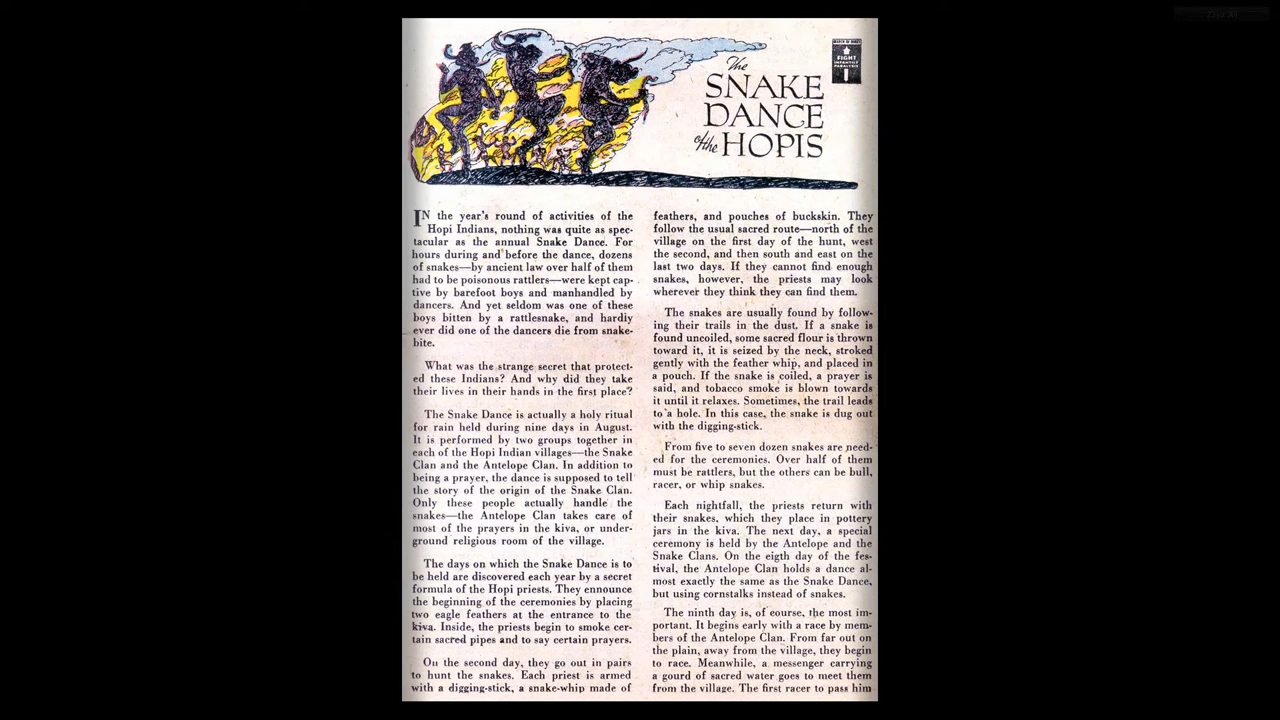 The
SNAKE
DANCE
of the HOPIS
MARCH OF DIMES
FIGHT
INFANTILE
PARALYSIS
IN the year's round of activities of the
Hopi Indians, nothing was quite as spec-
tacular as the annual Snake Dance. For
hours during and before the dance, dozens
of snakes—by ancient law over half of them
had to be poisonous rattlers—were kept cap-
tive by barefoot boys and manhandled by
dancers. And yet seldom was one of these
boys bitten by a rattlesnake, and hardly
ever did one of the dancers die from snake-
bite.
What was the strange secret that protect-
ed these Indians? And why did they take
their lives in their hands in the first place?
The Snake Dance is actually a holy ritual
for rain held during nine days in August.
It is performed by two groups together in
each of the Hopi Indian villages—the Snake
Clan and the Antelope Clan. In addition to
being a prayer, the dance is supposed to tell
the story of the origin of the Snake Clan.
Only these people actually handle the
snakes—the Antelope Clan takes care of
most of the prayers in the kiva, or under-
ground religious room of the village.
The days on which the Snake Dance is to
be held are discovered each year by a secret
formula of the Hopi priests. They ennounce
the beginning of the ceremonies by placing
two eagle feathers at the entrance to the
kiva. Inside, the priests begin to smoke cer-
tain sacred pipes and to say certain prayers.
On the second day, they go out in pairs
to hunt the snakes. Each priest is armed
with a digging-stick, a snake-whip made of
feathers, and pouches of buckskin. They
follow the usual sacred route—north of the
village on the first day of the hunt, west
the second, and then south and east on the
last two days. If they cannot find enough
snakes, however, the priests may look
wherever they think they can find them.
The snakes are usually found by follow-
ing their trails in the dust. If a snake is
found uncoiled, some sacred flour is thrown
toward it, it is seized by the neck, stroked
gently with the feather whip, and placed in
a pouch. If the snake is coiled, a prayer is
said, and tobacco smoke is blown towards
it until it relaxes. Sometimes, the trail leads
to a hole. In this case, the snake is dug out
with the digging-stick.
From five to seven dozen snakes are need-
ed for the ceremonies. Over half of them
must be rattlers, but the others can be bull,
racer, or whip snakes.
Each nightfall, the priests return with
their snakes, which they place in pottery
jars in the kiva. The next day, a special
ceremony is held by the Antelope and the
Snake Clans. On the eigth day of the fes-
tival, the Antelope Clan holds a dance al-
most exactly the same as the Snake Dance,
but using cornstalks instead of snakes.
The ninth day is, of course, the most im-
portant. It begins early with a race by mem-
bers of the Antelope Clan. From far out on
the plain, away from the village, they begin
to race. Meanwhile, a messenger carrying
a gourd of sacred water goes to meet them
from the village. The first racer to pass him